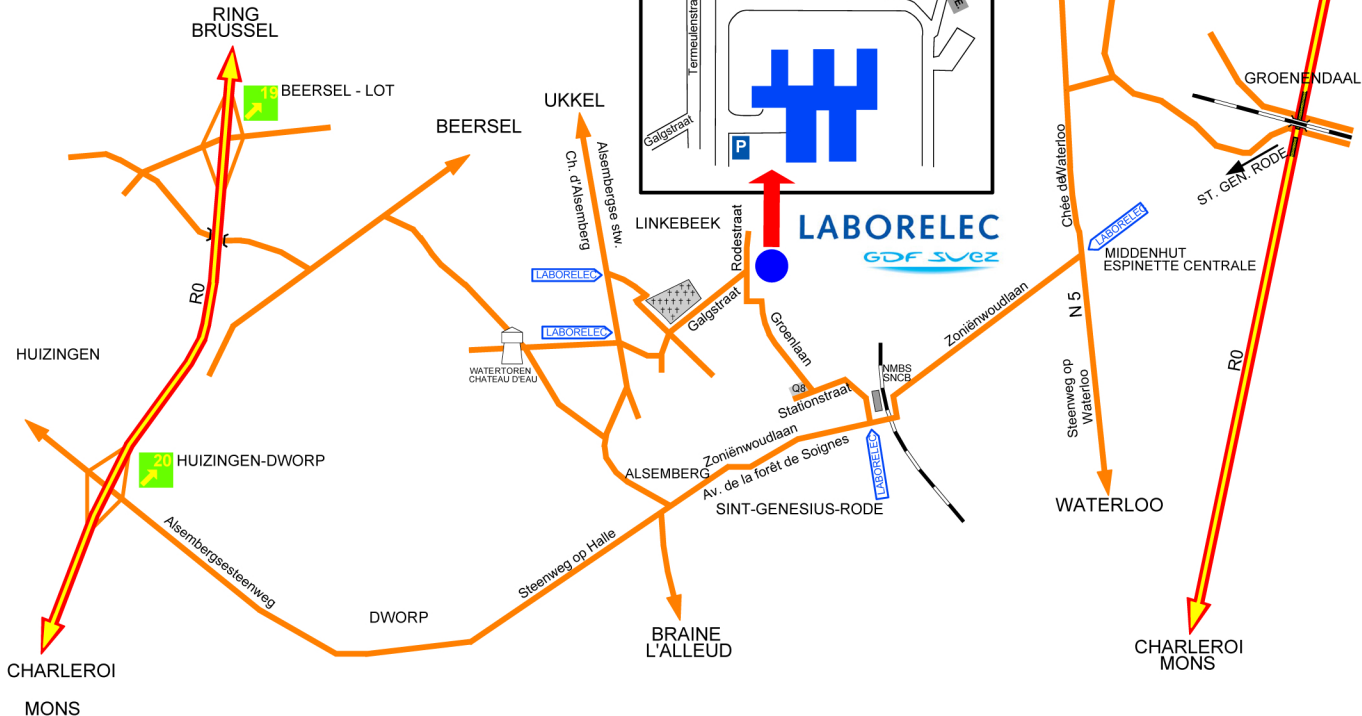 RING
BRUSSEL
19
BEERSEL - LOT
UKKEL
BEERSEL
Alsembergse stw.
Ch. d'Alsemberg
Termeulenstra
Galgstraat
P
LABORELEC
GDF SUEZ
LINKEBEEK
Rodestraat
Galgstraat
Groenlaan
LABORELEC
LABORELEC
WATERTOREN
CHATEAU D'EAU
Q8
Stationstraat
NMBS
SNCB
Zoniënwoudlaan
Chée de Waterloo
GROENENDAAL
ST. GEN. RODE
LABORELEC
MIDDENHUT
ESPINETTE CENTRALE
N 5
Steenweg op
Waterloo
WATERLOO
R0
CHARLEROI
MONS
R0
HUIZINGEN
20
HUIZINGEN-DWORP
Alsembergsesteenweg
DWORP
Steenweg op Halle
ALSEMBERG
Zoniënwoudlaan
Av. de la forêt de Soignes
LABORELEC
SINT-GENESIUS-RODE
BRAINE
L'ALLEUD
CHARLEROI
MONS